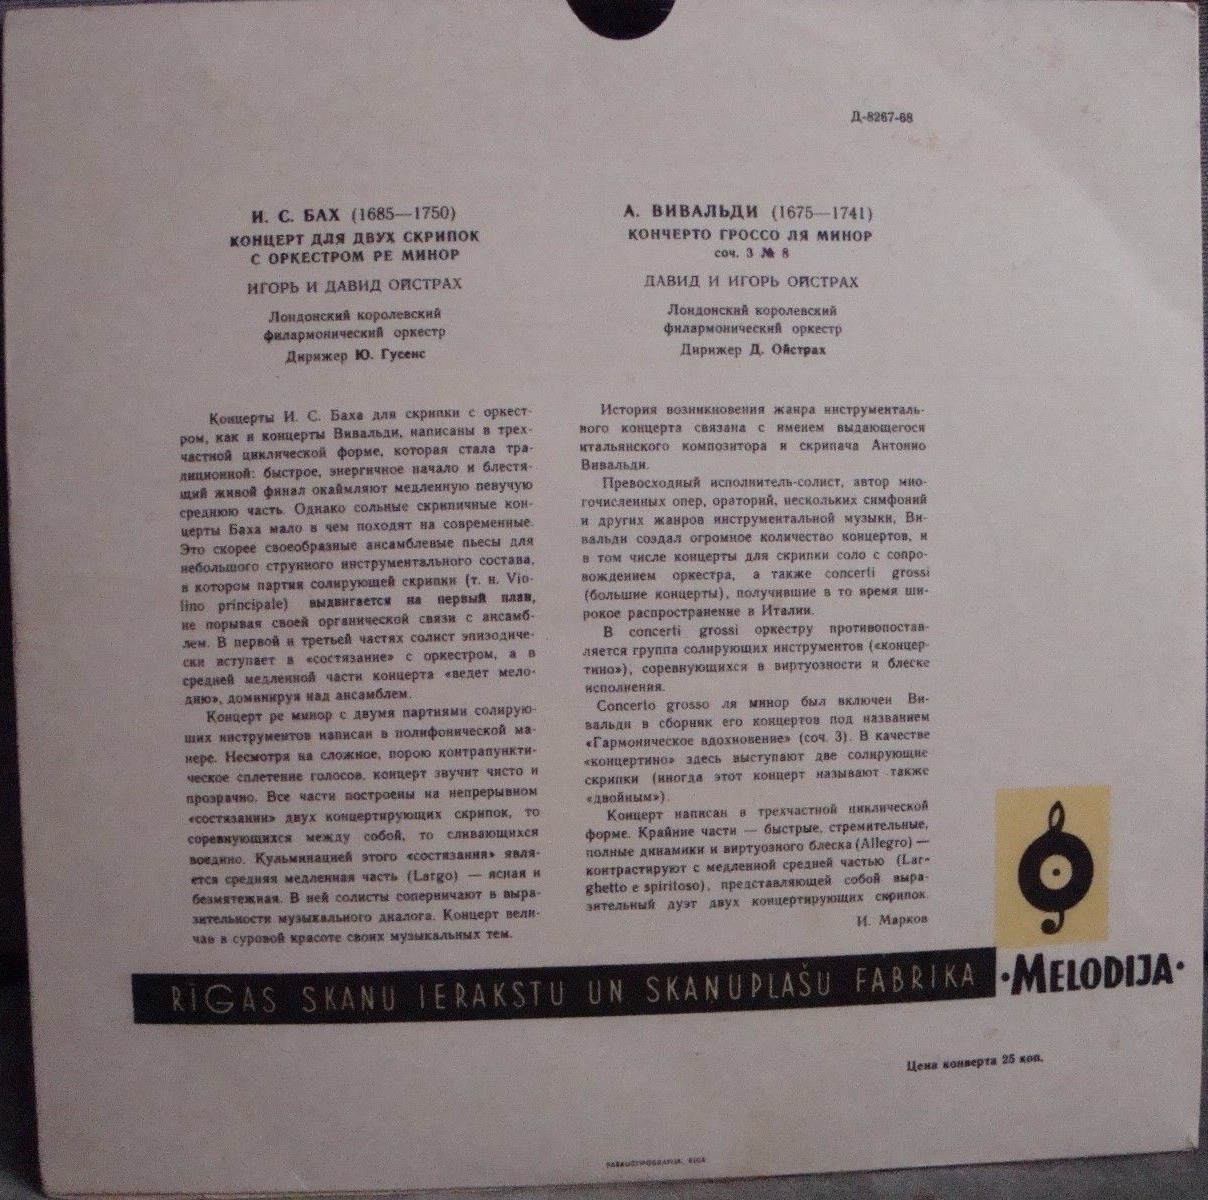 Д-8267-68
И. С. БАХ (1685—1750)
КОНЦЕРТ ДЛЯ ДВУХ СКРИПОК
С ОРКЕСТРОМ РЕ МИНОР
ИГОРЬ И ДАВИД ОЙСТРАХ
Лондонский королевский
филармонический оркестр
Дирижер Ю. Гусенс
Концерты И. С. Баха для скрипки с оркест-
ром, как и концерты Вивальди, написаны в трех-
частной циклической форме, которая стала тра-
диционной: быстрое, энергичное начало и блестя-
щий живой финал окаймляют медленную певучую
среднюю часть. Однако сольные скрипичные кон-
церты Баха мало в чем походят на современные.
Это скорее своеобразные ансамблевые пьесы для
небольшого струнного инструментального состава,
в котором партия солирующей скрипки (т. н. Vio-
lino principale) выдвигается на первый план,
не порывая своей органической связи с ансамб-
лем. В первой и третьей частях солист эпизодиче-
ски вступает в «состязание» с оркестром, а в
средней медленной части концерта «ведет мело-
дию», доминируя над ансамблем.
Концерт ре минор с двумя партиями солирую-
щих инструментов написан в полифонической ма-
нере. Несмотря на сложное, порою контрапункти-
ческое сплетение голосов, концерт звучит чисто и
прозрачно. Все части построены на непрерывном
«состязании» двух концертирующих скрипок, то
соревнующихся между собой, то сливающихся
воедино. Кульминацией этого «состязания» явля-
ется средняя медленная часть (Largo) — ясная и
безмятежная. В ней солисты соперничают в выра-
зительности музыкального диалога. Концерт вели-
чав в суровой красоте своих музыкальных тем.
А. ВИВАЛЬДИ (1675—1741)
КОНЧЕРТО ГРОССО ЛЯ МИНОР
соч. 3 № 8
ДАВИД И ИГОРЬ ОЙСТРАХ
Лондонский королевский
филармонический оркестр
Дирижер Д. Ойстрах
История возникновения жанра инструменталь-
ного концерта связана с именем выдающегося
итальянского композитора и скрипача Антонио
Вивальди.
Превосходный исполнитель-солист, автор мно-
гочисленных опер, ораторий, нескольких симфоний
и других жанров инструментальной музыки, Ви-
вальди создал огромное количество концертов, и
в том числе концерты для скрипки соло с сопро-
вождением оркестра, а также concerti grossi
(большие концерты), получившие в то время ши-
рокое распространение в Италии.
В concerti grossi оркестру противопостав-
ляется группа солирующих инструментов («концер-
тино»), соревнующихся в виртуозности и блеске
исполнения.
Concerto grosso ля минор был включен Ви-
вальди в сборник его концертов под названием
«Гармоническое вдохновение» (соч. 3). В качестве
«концертино» здесь выступают две солирующие
скрипки (иногда этот концерт называют также
«двойным»).
Концерт написан в трехчастной циклической
форме. Крайние части — быстрые, стремительные,
полные динамики и виртуозного блеска (Allegro) —
контрастируют с медленной средней частью (Lar-
ghetto e spiritoso), представляющей собой выра-
зительный дуэт двух концертирующих скрипок.
И. Марков
RĪGAS SKAŅU IERAKSTU UN SKAŅUPLAŠU FABRIKA
·MELODIJA·
Цена конверта 25 коп.